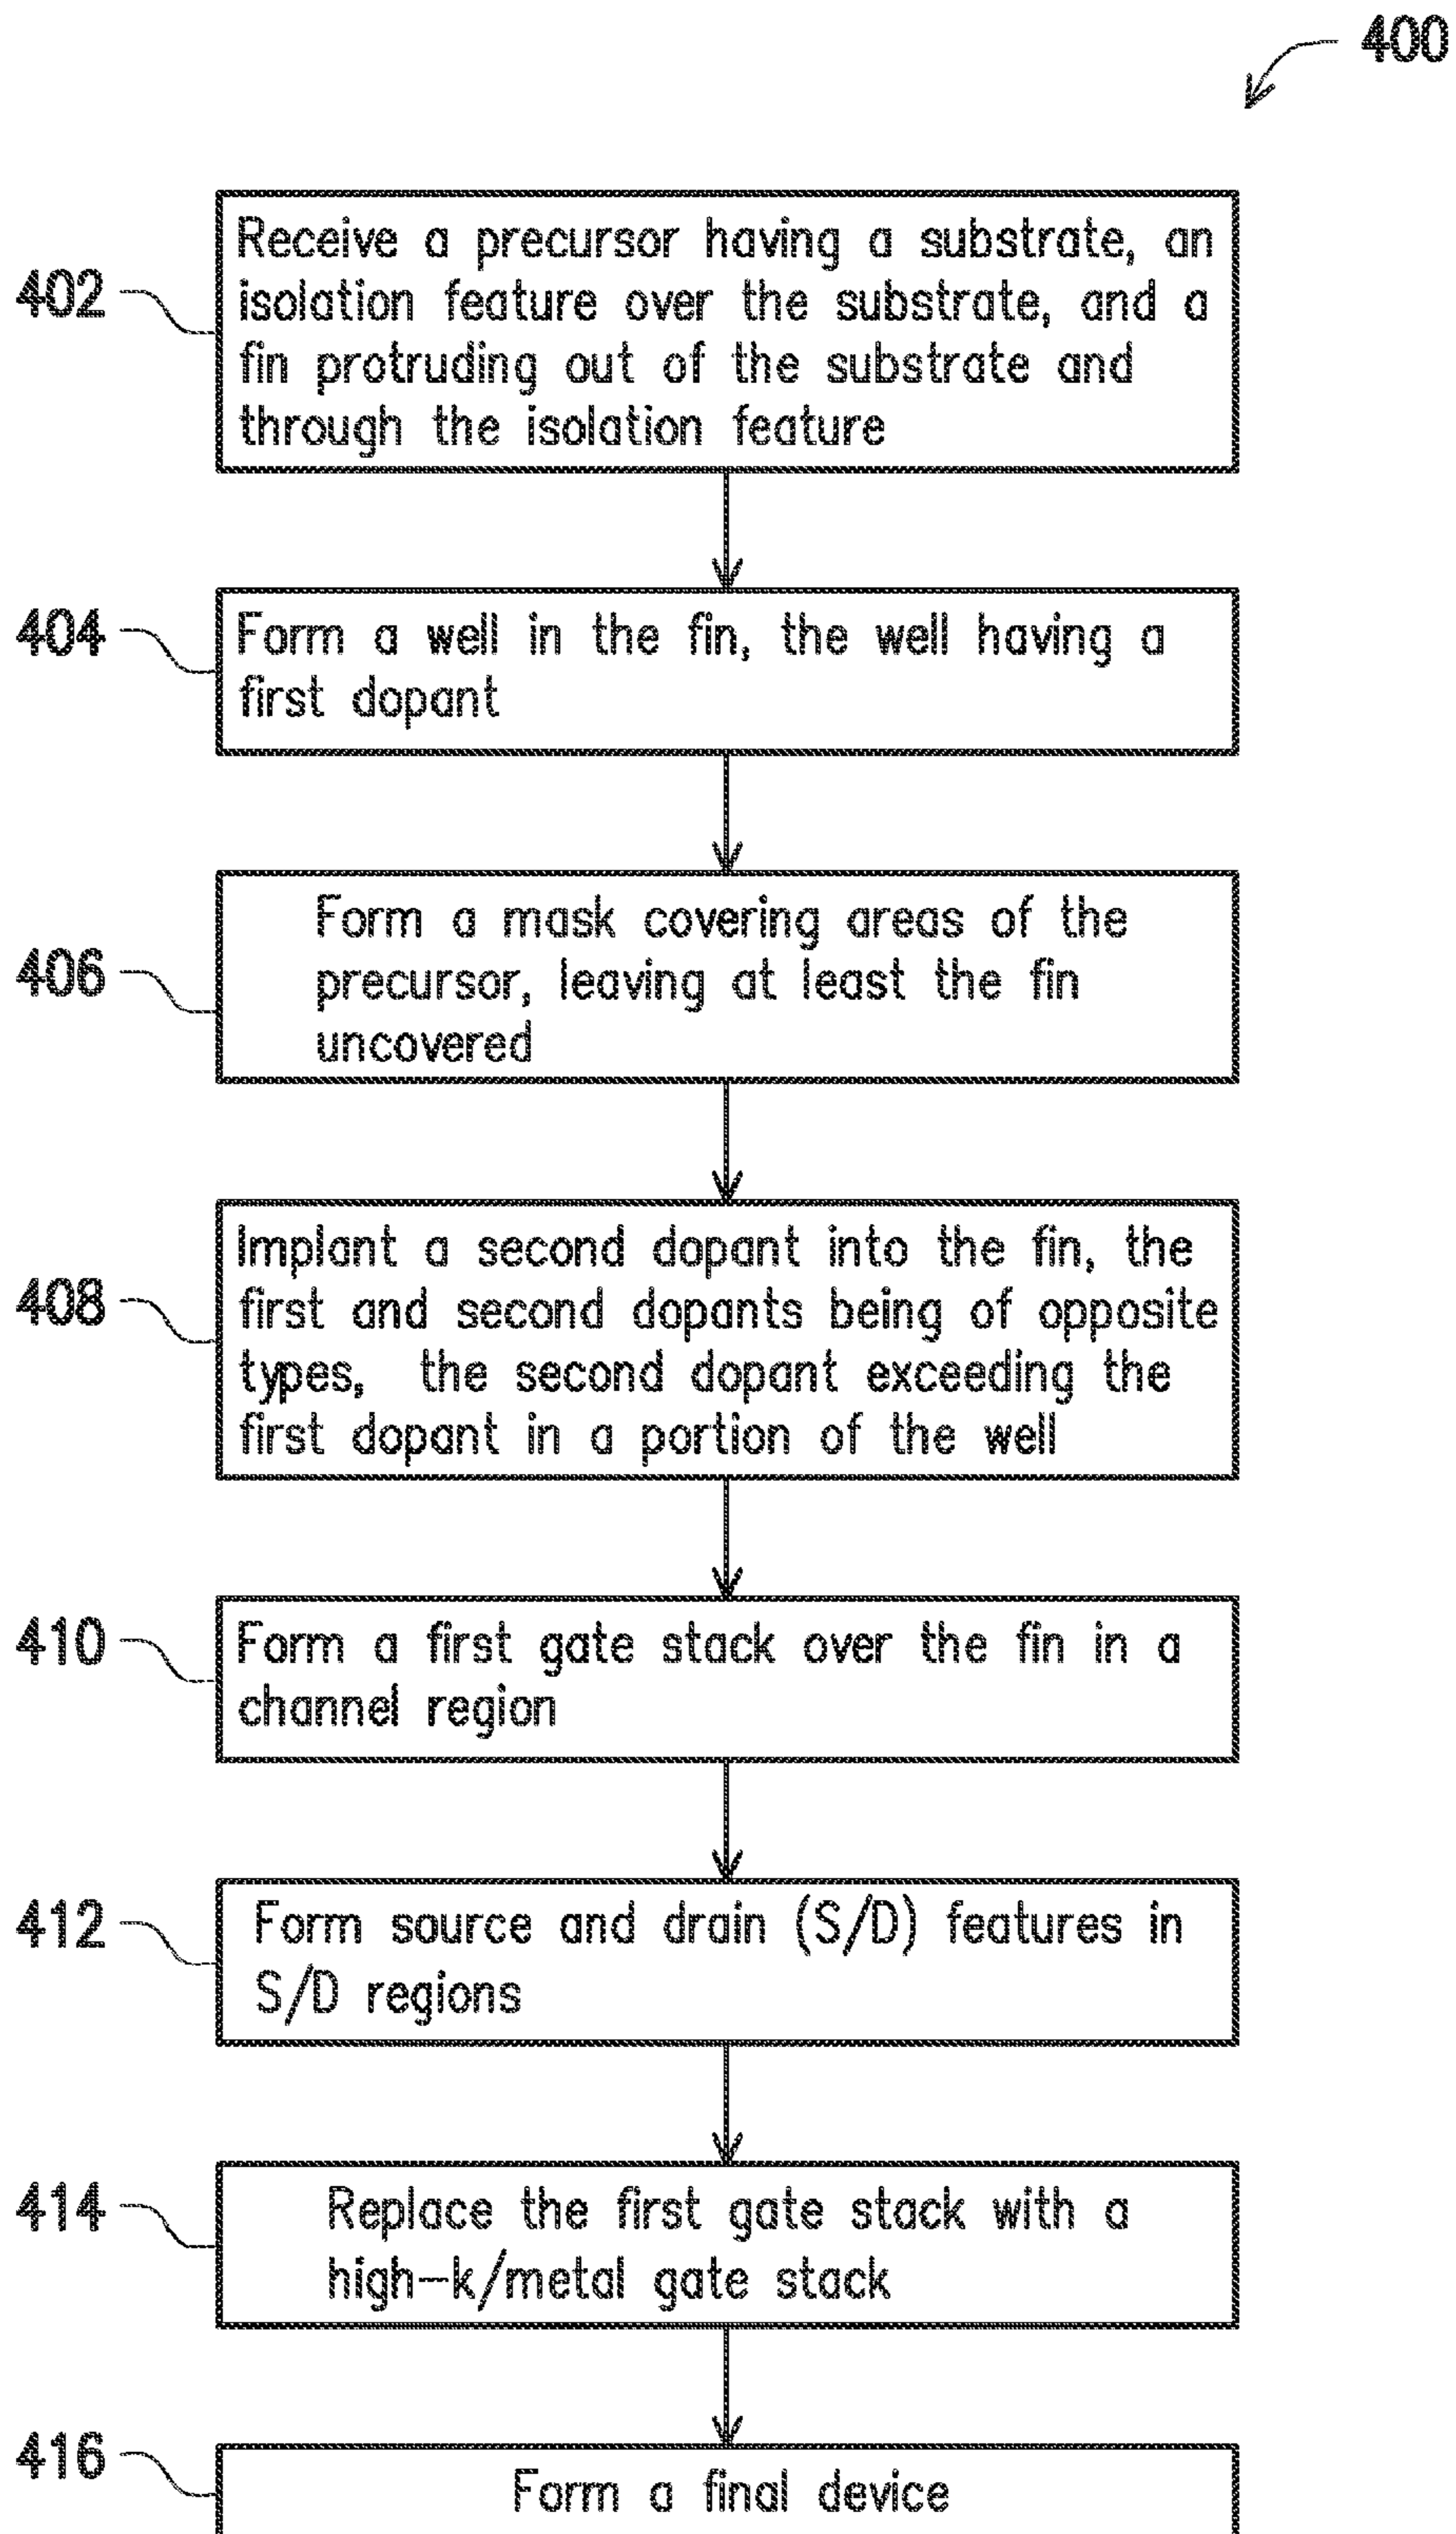 400
402
Receive a precursor having a substrate, an
isolation feature over the substrate, and a
fin protruding out of the substrate and
through the isolation feature
404
Form a well in the fin, the well having a
first dopant
406
Form a mask covering areas of the
precursor, leaving at least the fin
uncovered
408
Implant a second dopant into the fin, the
first and second dopants being of opposite
types, the second dopant exceeding the
first dopant in a portion of the well
410
Form a first gate stack over the fin in a
channel region
412
Form source and drain (S/D) features in
S/D regions
414
Replace the first gate stack with a
high-k/metal gate stack
416
Form a final device